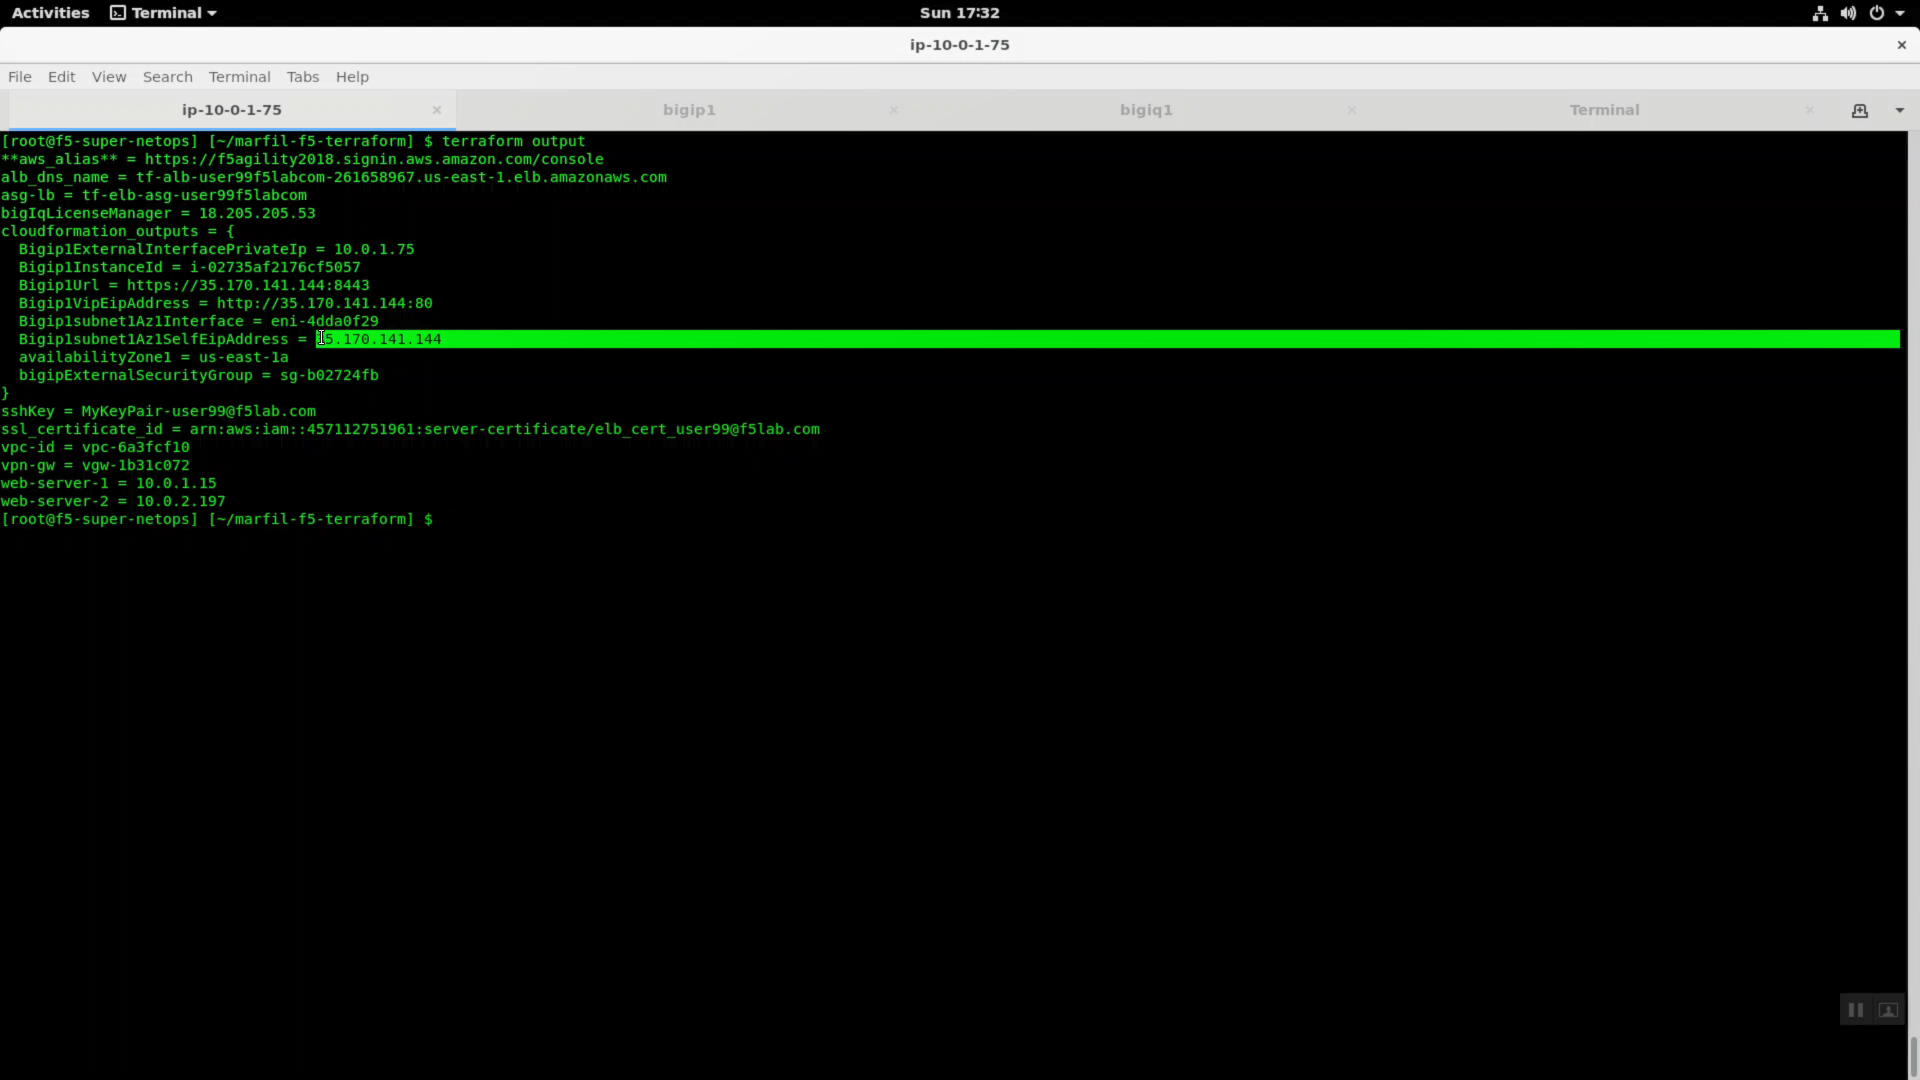 Activities Terminal Sun 17:32
ip-10-0-1-75
File Edit View Search Terminal Tabs Help
ip-10-0-1-75 bigip1 bigiq1 Terminal
[root@f5-super-netops] [~/marfil-f5-terraform] $ terraform output
**aws_alias** = https://f5agility2018.signin.aws.amazon.com/console
alb_dns_name = tf-alb-user99f5labcom-261658967.us-east-1.elb.amazonaws.com
asg-lb = tf-elb-asg-user99f5labcom
bigIqLicenseManager = 18.205.205.53
cloudformation_outputs = {
  Bigip1ExternalInterfacePrivateIp = 10.0.1.75
  Bigip1InstanceId = i-02735af2176cf5057
  Bigip1Url = https://35.170.141.144:8443
  Bigip1VipEipAddress = http://35.170.141.144:80
  Bigip1subnet1Az1Interface = eni-4dda0f29
  Bigip1subnet1Az1SelfEipAddress = 35.170.141.144
  availabilityZone1 = us-east-1a
  bigipExternalSecurityGroup = sg-b02724fb
}
sshKey = MyKeyPair-user99@f5lab.com
ssl_certificate_id = arn:aws:iam::457112751961:server-certificate/elb_cert_user99@f5lab.com
vpc-id = vpc-6a3fcf10
vpn-gw = vgw-1b31c072
web-server-1 = 10.0.1.15
web-server-2 = 10.0.2.197
[root@f5-super-netops] [~/marfil-f5-terraform] $